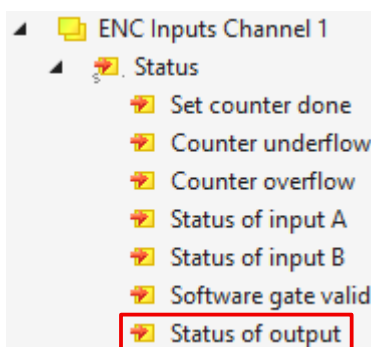 ENC Inputs Channel 1
Status
Set counter done
Counter underflow
Counter overflow
Status of input A
Status of input B
Software gate valid
Status of output